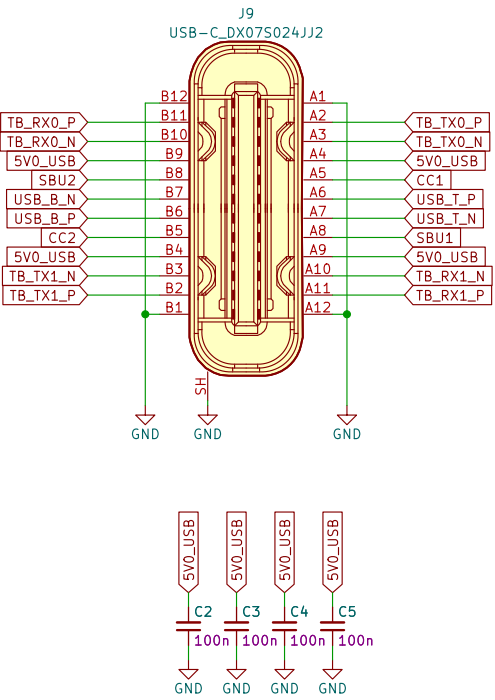 J9
USB-C_DX07S024JJ2
B12 A1
TB_RX0_P B11 A2 TB_TX0_P
TB_RX0_N B10 A3 TB_TX0_N
5V0_USB B9 A4 5V0_USB
SBU2 B8 A5 CC1
USB_B_N B7 A6 USB_T_P
USB_B_P B6 A7 USB_T_N
CC2 B5 A8 SBU1
5V0_USB B4 A9 5V0_USB
TB_TX1_N B3 A10 TB_RX1_N
TB_TX1_P B2 A11 TB_RX1_P
B1 A12
SH
GND GND GND
5V0_USB 5V0_USB 5V0_USB 5V0_USB
C2 C3 C4 C5
100n 100n 100n 100n
GND GND GND GND